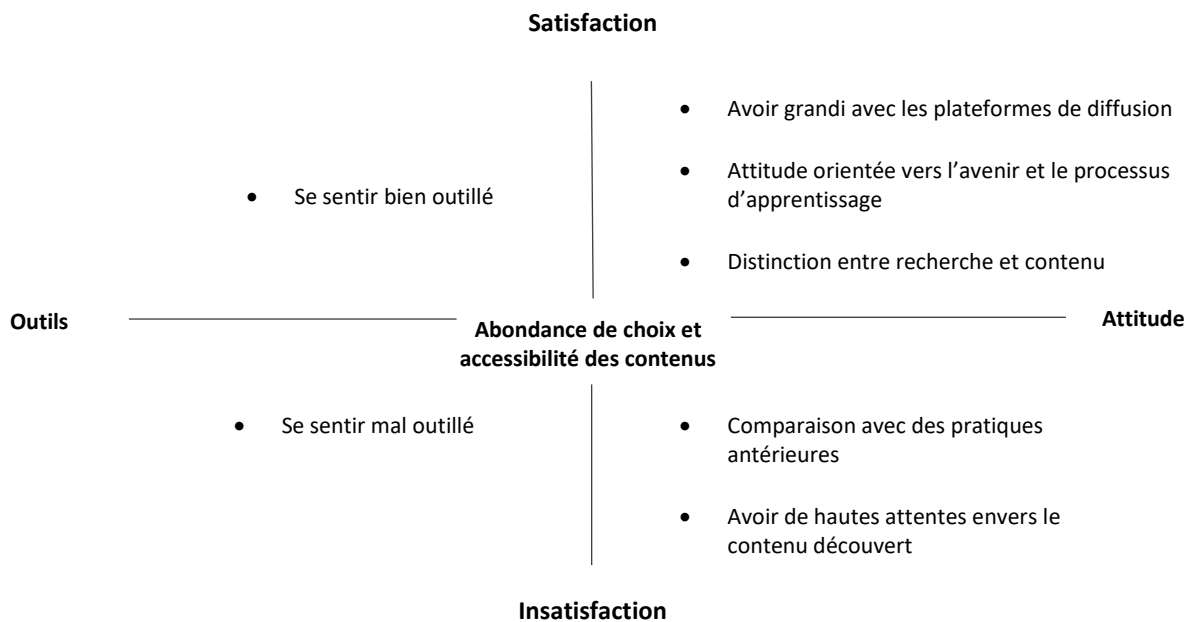 Satisfaction
• Avoir grandi avec les plateformes de diffusion
• Attitude orientée vers l’avenir et le processus
d’apprentissage
• Se sentir bien outillé
• Distinction entre recherche et contenu
Outils
Abondance de choix et
accessibilité des contenus
Attitude
• Se sentir mal outillé
• Comparaison avec des pratiques
antérieures
• Avoir de hautes attentes envers le
contenu découvert
Insatisfaction